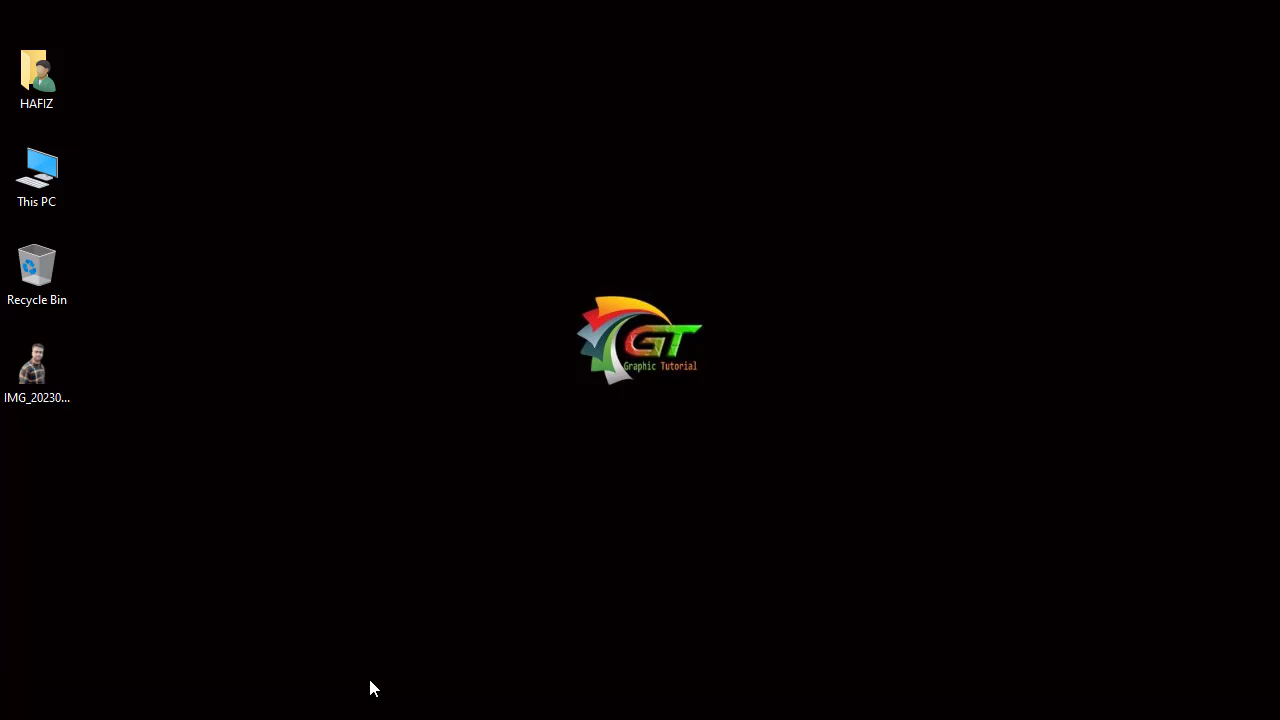 HAFIZ
This PC
Recycle Bin
IMG_20230...
GT
Graphic Tutorial